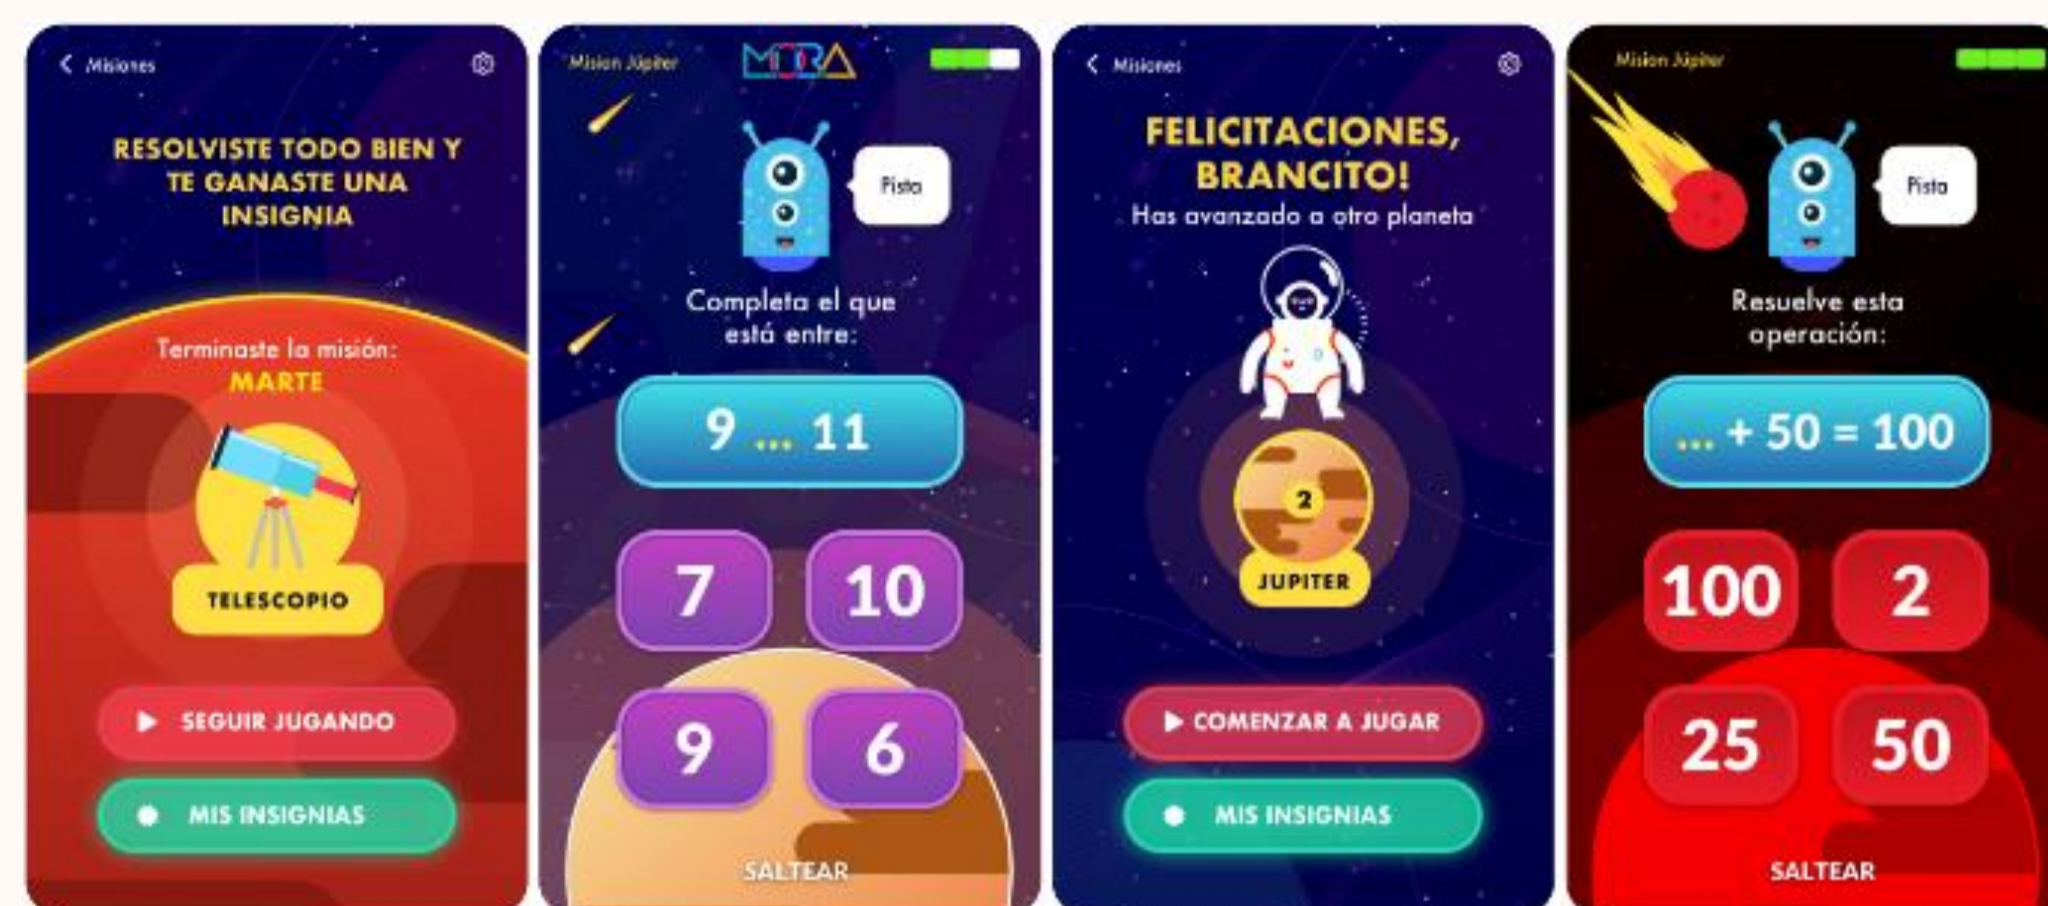 Misiones
RESOLVISTE TODO BIEN Y
TE GANASTE UNA
INSIGNIA
Terminaste la misión:
MARTE
TELESCOPIO
SEGUIR JUGANDO
MIS INSIGNIAS
Mision Júpiter
MORA
Pista
Completa el que
está entre:
9 ... 11
7
10
9
6
SALTEAR
Misiones
FELICITACIONES,
BRANCITO!
Has avanzado a otro planeta
2
JUPITER
COMENZAR A JUGAR
MIS INSIGNIAS
Mision Júpiter
Pista
Resuelve esta
operación:
... + 50 = 100
100
2
25
50
SALTEAR